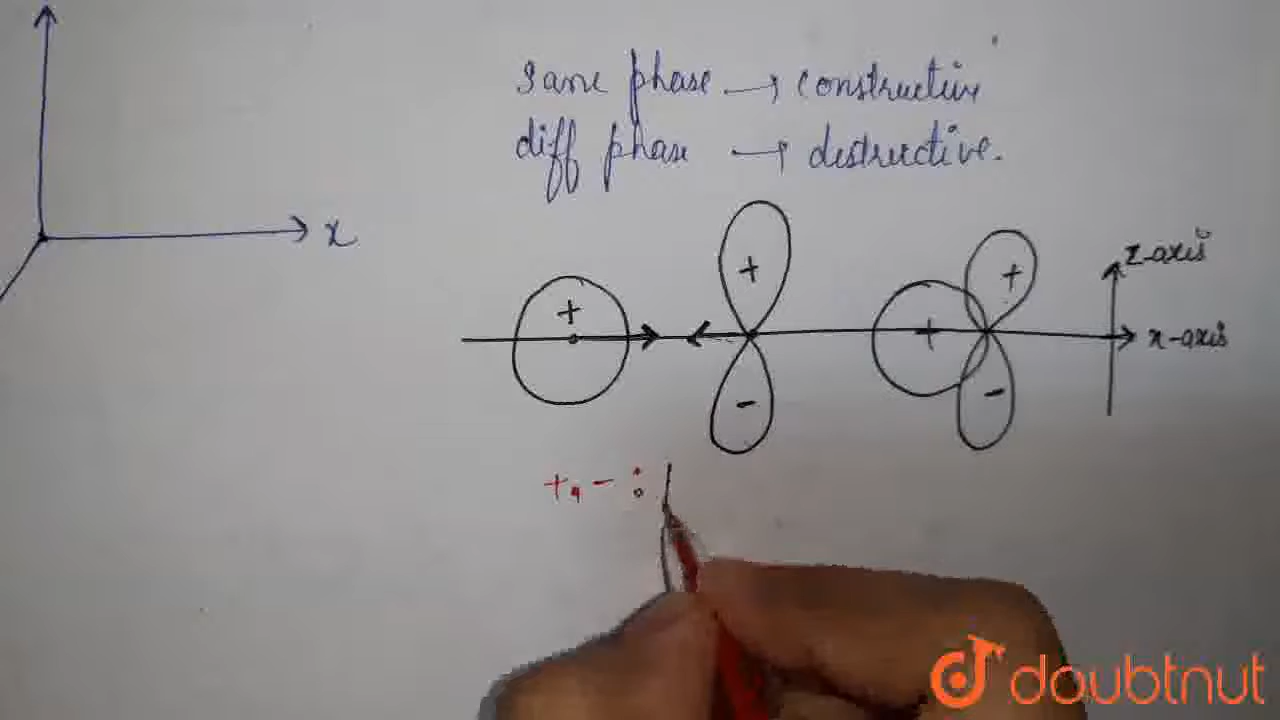 same phase → constructive
diff phase → destructive.
x
z-axis
+
+
+
+
x-axis
-
-
+, - :
doubtnut